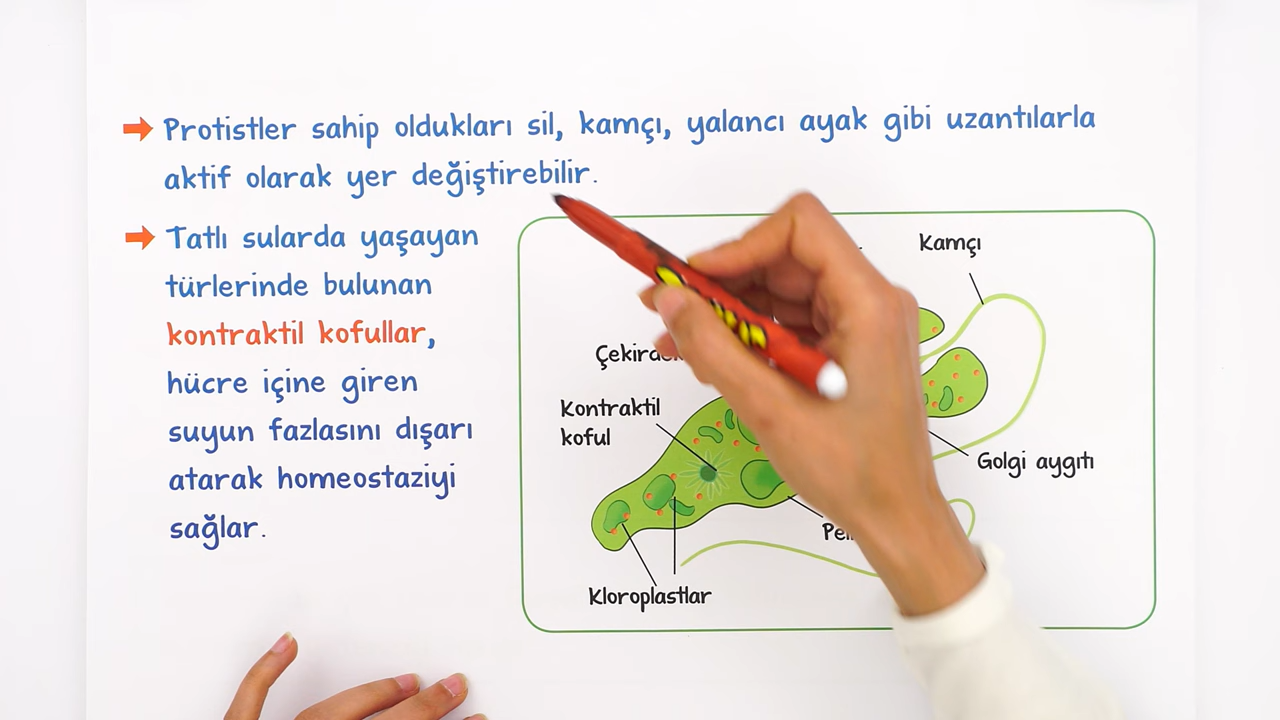 Protistler sahip oldukları sil, kamçı, yalancı ayak gibi uzantılarla
aktif olarak yer değiştirebilir.
Tatlı sularda yaşayan
türlerinde bulunan
kontraktil kofullar,
hücre içine giren
suyun fazlasını dışarı
atarak homeostaziyi
sağlar.
Kamçı
Kontraktil
koful
Golgi aygıtı
Kloroplastlar